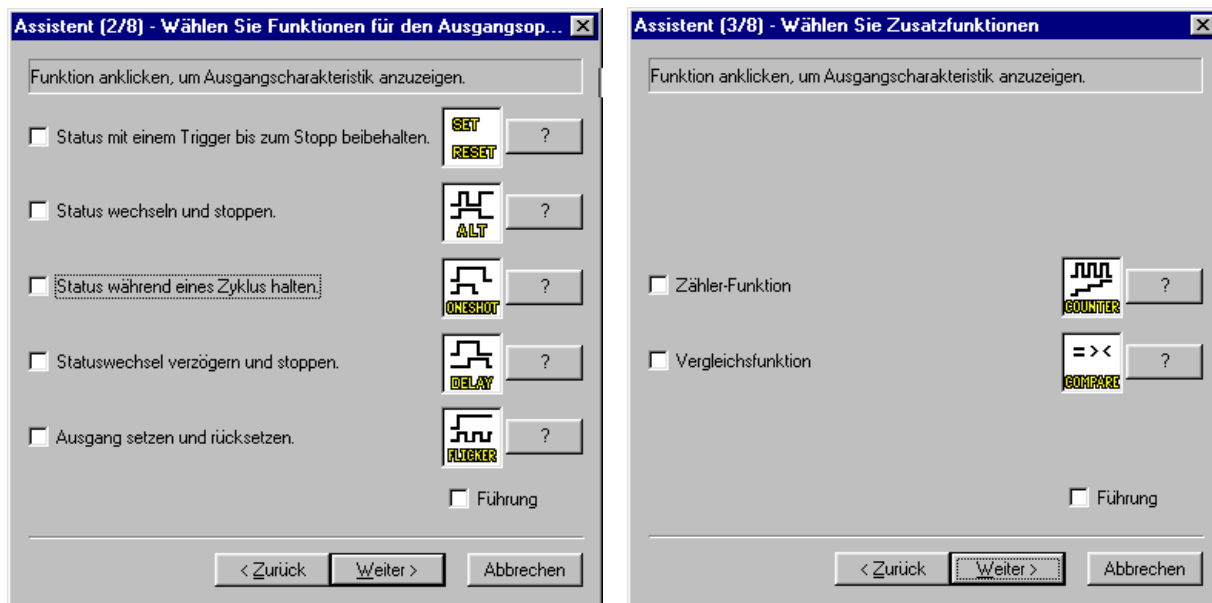 Assistent (2/8) - Wählen Sie Funktionen für den Ausgangsop...
Funktion anklicken, um Ausgangscharakteristik anzuzeigen.
Status mit einem Trigger bis zum Stopp beibehalten.
SET
RESET
?
Status wechseln und stoppen.
ALT
?
Status während eines Zyklus halten.
ONESHOT
?
Statuswechsel verzögern und stoppen.
DELAY
?
Ausgang setzen und rücksetzen.
FLICKER
?
Führung
< Zurück
Weiter >
Abbrechen
Assistent (3/8) - Wählen Sie Zusatzfunktionen
Funktion anklicken, um Ausgangscharakteristik anzuzeigen.
Zähler-Funktion
COUNTER
?
Vergleichsfunktion
= > <
COMPARE
?
Führung
< Zurück
Weiter >
Abbrechen